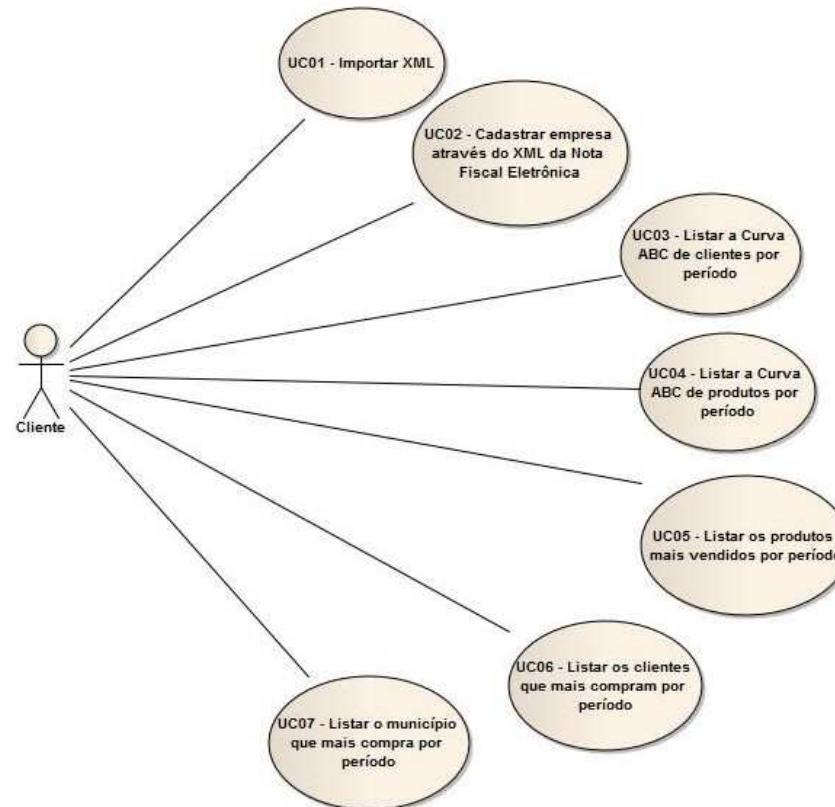 UC01 - Importar XML
UC02 - Cadastrar empresa
através do XML da Nota
Fiscal Eletrônica
UC03 - Listar a Curva
ABC de clientes por
período
UC04 - Listar a Curva
ABC de produtos por
período
Cliente
UC05 - Listar os produtos
mais vendidos por período
UC06 - Listar os clientes
que mais compram por
período
UC07 - Listar o município
que mais compra por
período